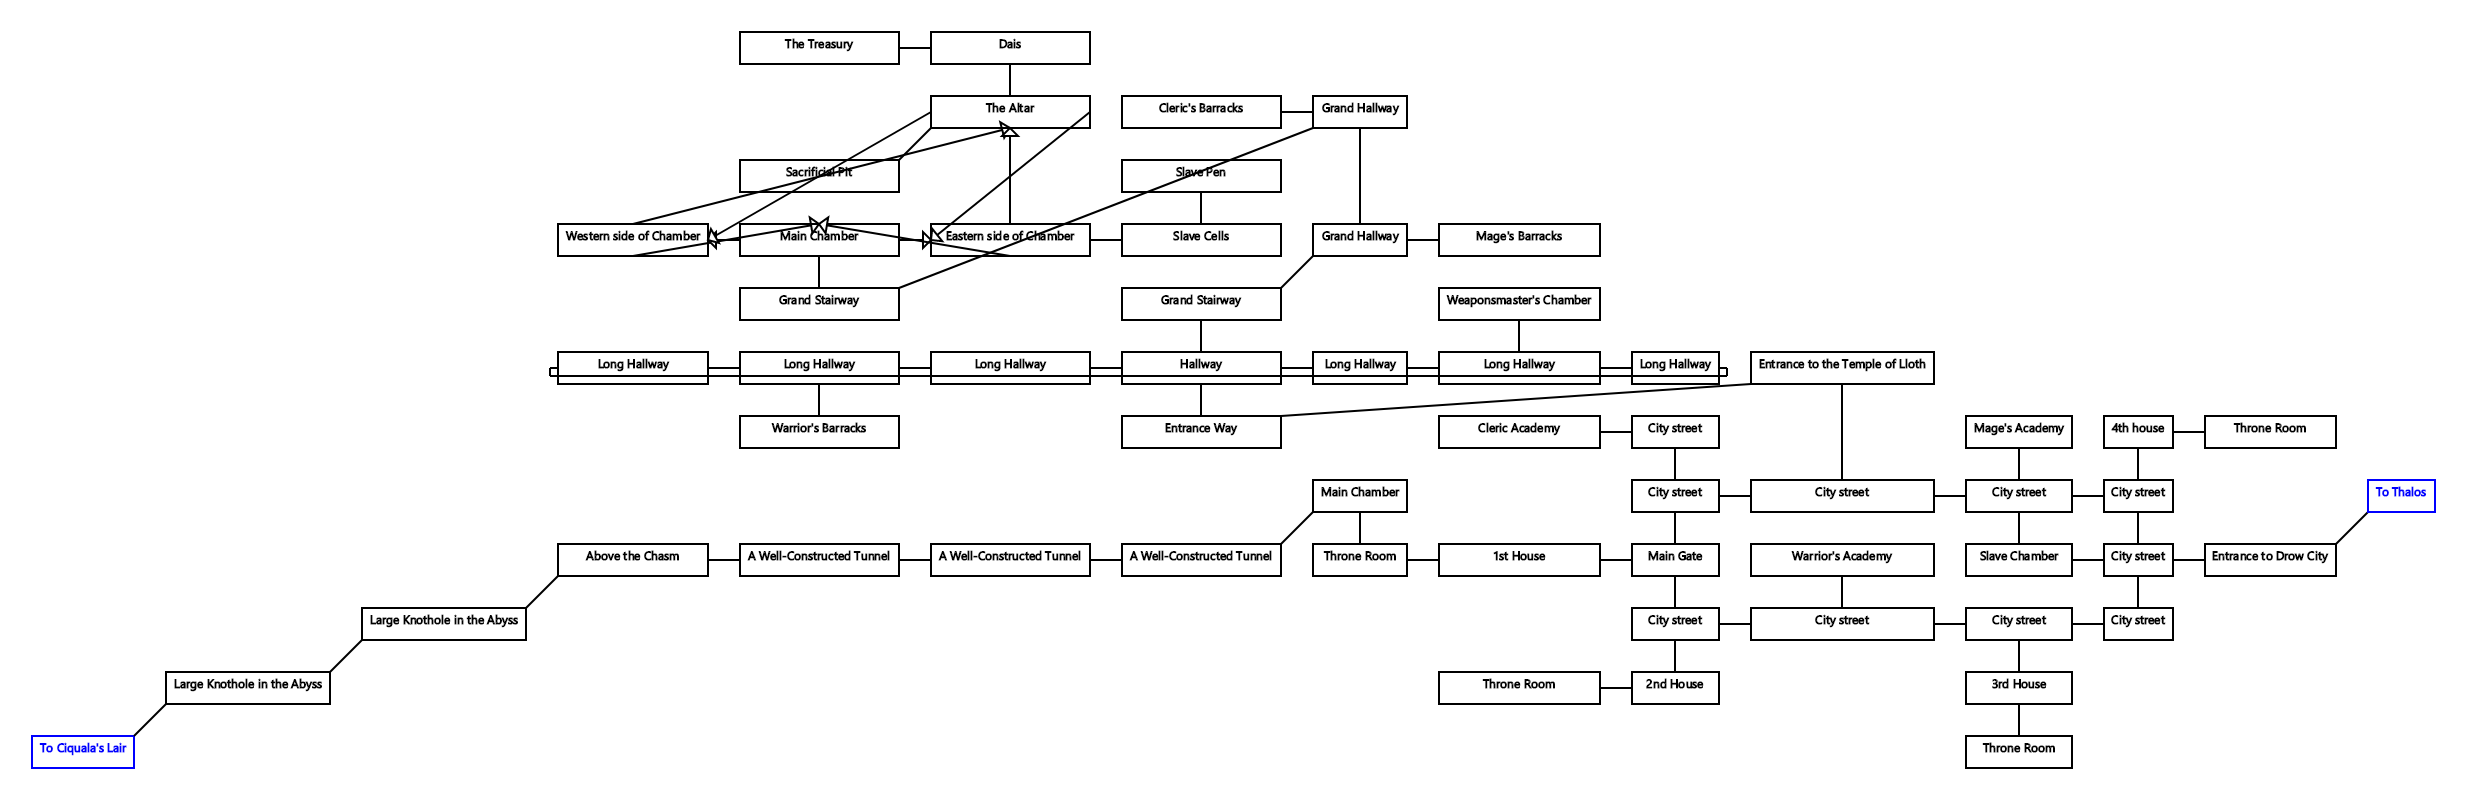 The Treasury
Dais
The Altar
Cleric's Barracks
Grand Hallway
Sacrificial Pit
Slave Pen
Western side of Chamber
Main Chamber
Eastern side of Chamber
Slave Cells
Grand Hallway
Mage's Barracks
Grand Stairway
Grand Stairway
Weaponsmaster's Chamber
Long Hallway
Long Hallway
Long Hallway
Hallway
Long Hallway
Long Hallway
Long Hallway
Entrance to the Temple of Lloth
Warrior's Barracks
Entrance Way
Cleric Academy
City street
Mage's Academy
4th house
Throne Room
Main Chamber
City street
City street
City street
City street
To Thalos
Above the Chasm
A Well-Constructed Tunnel
A Well-Constructed Tunnel
A Well-Constructed Tunnel
Throne Room
1st House
Main Gate
Warrior's Academy
Slave Chamber
City street
Entrance to Drow City
Large Knothole in the Abyss
City street
City street
City street
City street
Large Knothole in the Abyss
Throne Room
2nd House
3rd House
To Ciquala's Lair
Throne Room